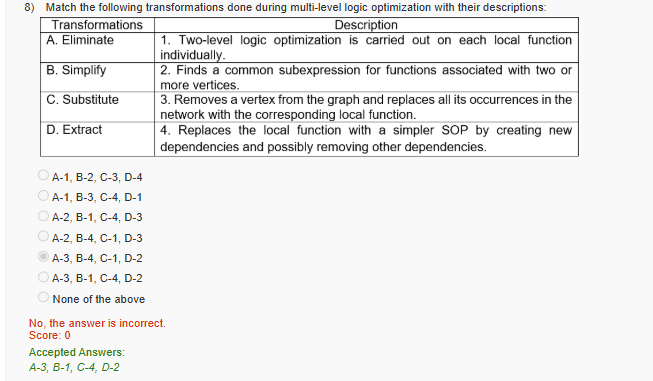 8) Match the following transformations done during multi-level logic optimization with their descriptions:
Transformations Description
A. Eliminate 1. Two-level logic optimization is carried out on each local function individually.
B. Simplify 2. Finds a common subexpression for functions associated with two or more vertices.
C. Substitute 3. Removes a vertex from the graph and replaces all its occurrences in the network with the corresponding local function.
D. Extract 4. Replaces the local function with a simpler SOP by creating new dependencies and possibly removing other dependencies.
A-1, B-2, C-3, D-4
A-1, B-3, C-4, D-1
A-2, B-1, C-4, D-3
A-2, B-4, C-1, D-3
A-3, B-4, C-1, D-2
A-3, B-1, C-4, D-2
None of the above
No, the answer is incorrect.
Score: 0
Accepted Answers:
A-3, B-1, C-4, D-2